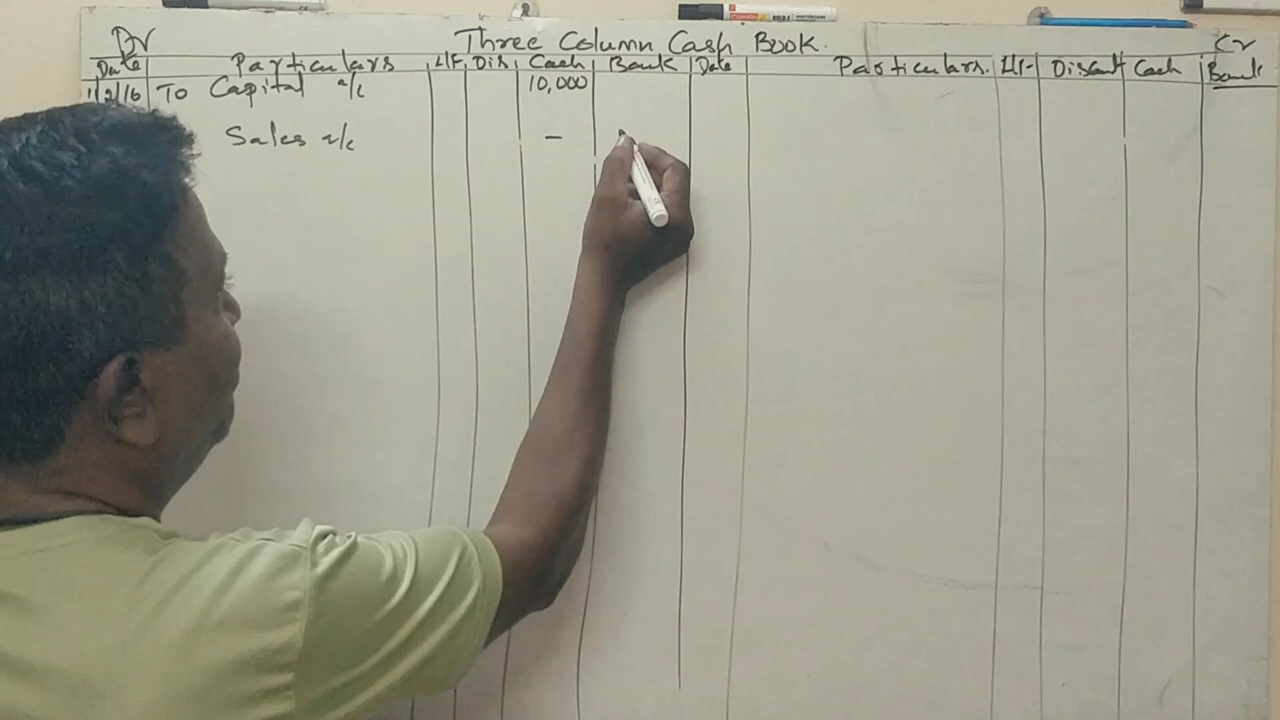 Dr Three Column Cash Book. Cr
Date Particulars L/F Dis Cash Bank Date Particulars. L/F Discount Cash Bank
1/2/16 To Capital a/c 10,000
Sales a/c –